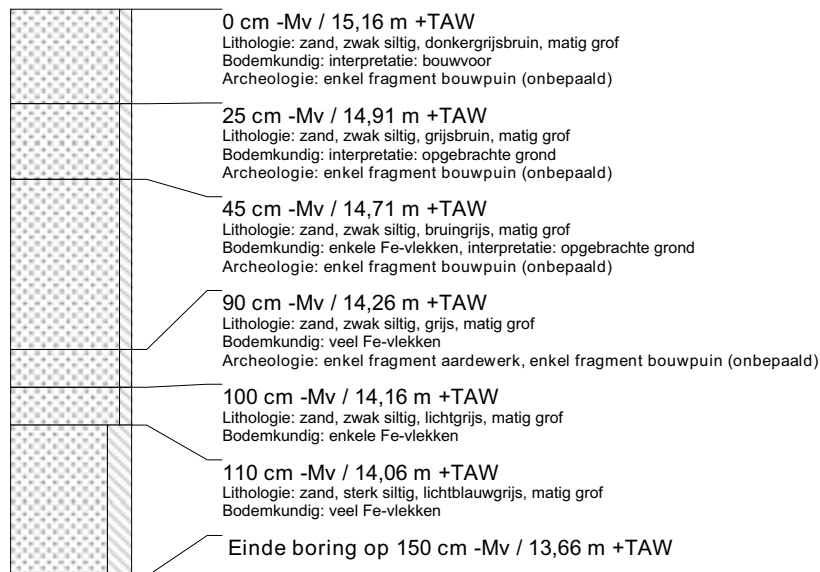 0 cm -Mv / 15,16 m +TAW
Lithologie: zand, zwak siltig, donkergrijsbruin, matig grof
Bodemkundig: interpretatie: bouwvoor
Archeologie: enkel fragment bouwpuin (onbepaald)
25 cm -Mv / 14,91 m +TAW
Lithologie: zand, zwak siltig, grijsbruin, matig grof
Bodemkundig: interpretatie: opgebrachte grond
Archeologie: enkel fragment bouwpuin (onbepaald)
45 cm -Mv / 14,71 m +TAW
Lithologie: zand, zwak siltig, bruingrijs, matig grof
Bodemkundig: enkele Fe-vlekken, interpretatie: opgebrachte grond
Archeologie: enkel fragment bouwpuin (onbepaald)
90 cm -Mv / 14,26 m +TAW
Lithologie: zand, zwak siltig, grijs, matig grof
Bodemkundig: veel Fe-vlekken
Archeologie: enkel fragment aardewerk, enkel fragment bouwpuin (onbepaald)
100 cm -Mv / 14,16 m +TAW
Lithologie: zand, zwak siltig, lichtgrijs, matig grof
Bodemkundig: enkele Fe-vlekken
110 cm -Mv / 14,06 m +TAW
Lithologie: zand, sterk siltig, lichtblauwgrijs, matig grof
Bodemkundig: veel Fe-vlekken
Einde boring op 150 cm -Mv / 13,66 m +TAW